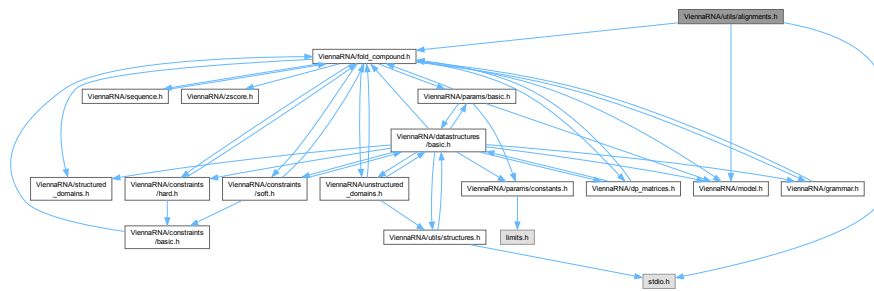 ViennaRNA/utils/alignments.h
ViennaRNA/fold_compound.h
ViennaRNA/sequence.h
ViennaRNA/zscore.h
ViennaRNA/params/basic.h
ViennaRNA/datastructures
/basic.h
ViennaRNA/structured
_domains.h
ViennaRNA/constraints
/hard.h
ViennaRNA/constraints
/soft.h
ViennaRNA/unstructured
_domains.h
ViennaRNA/params/constants.h
ViennaRNA/dp_matrices.h
ViennaRNA/model.h
ViennaRNA/grammar.h
ViennaRNA/constraints
/basic.h
ViennaRNA/utils/structures.h
limits.h
stdio.h